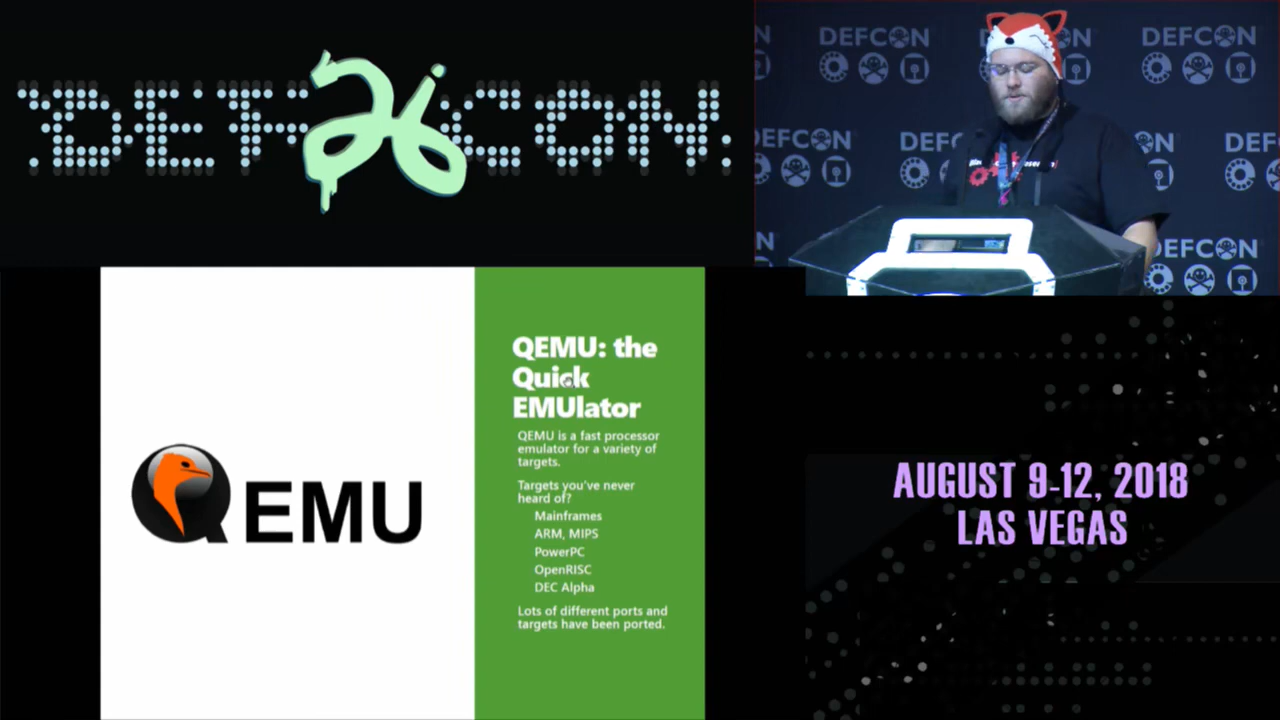 DEF CON
26
DEFCON
DEFCON
DEFCON
DEFCON
DEFCON
QEMU
QEMU: the
Quick
EMUlator
QEMU is a fast processor
emulator for a variety of
targets.
Targets you've never
heard of?
Mainframes
ARM, MIPS
PowerPC
OpenRISC
DEC Alpha
Lots of different ports and
targets have been ported.
AUGUST 9-12, 2018
LAS VEGAS